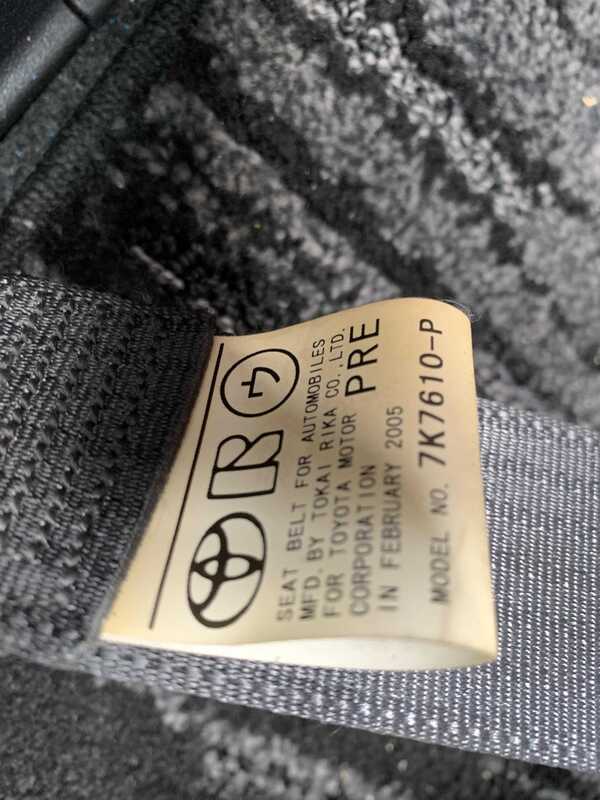 ウ
SEAT BELT FOR AUTOMOBILES
MFD. BY TOKAI RIKA CO.,LTD.
FOR TOYOTA MOTOR PRE
CORPORATION
IN FEBRUARY 2005
MODEL NO. 7K7610-P